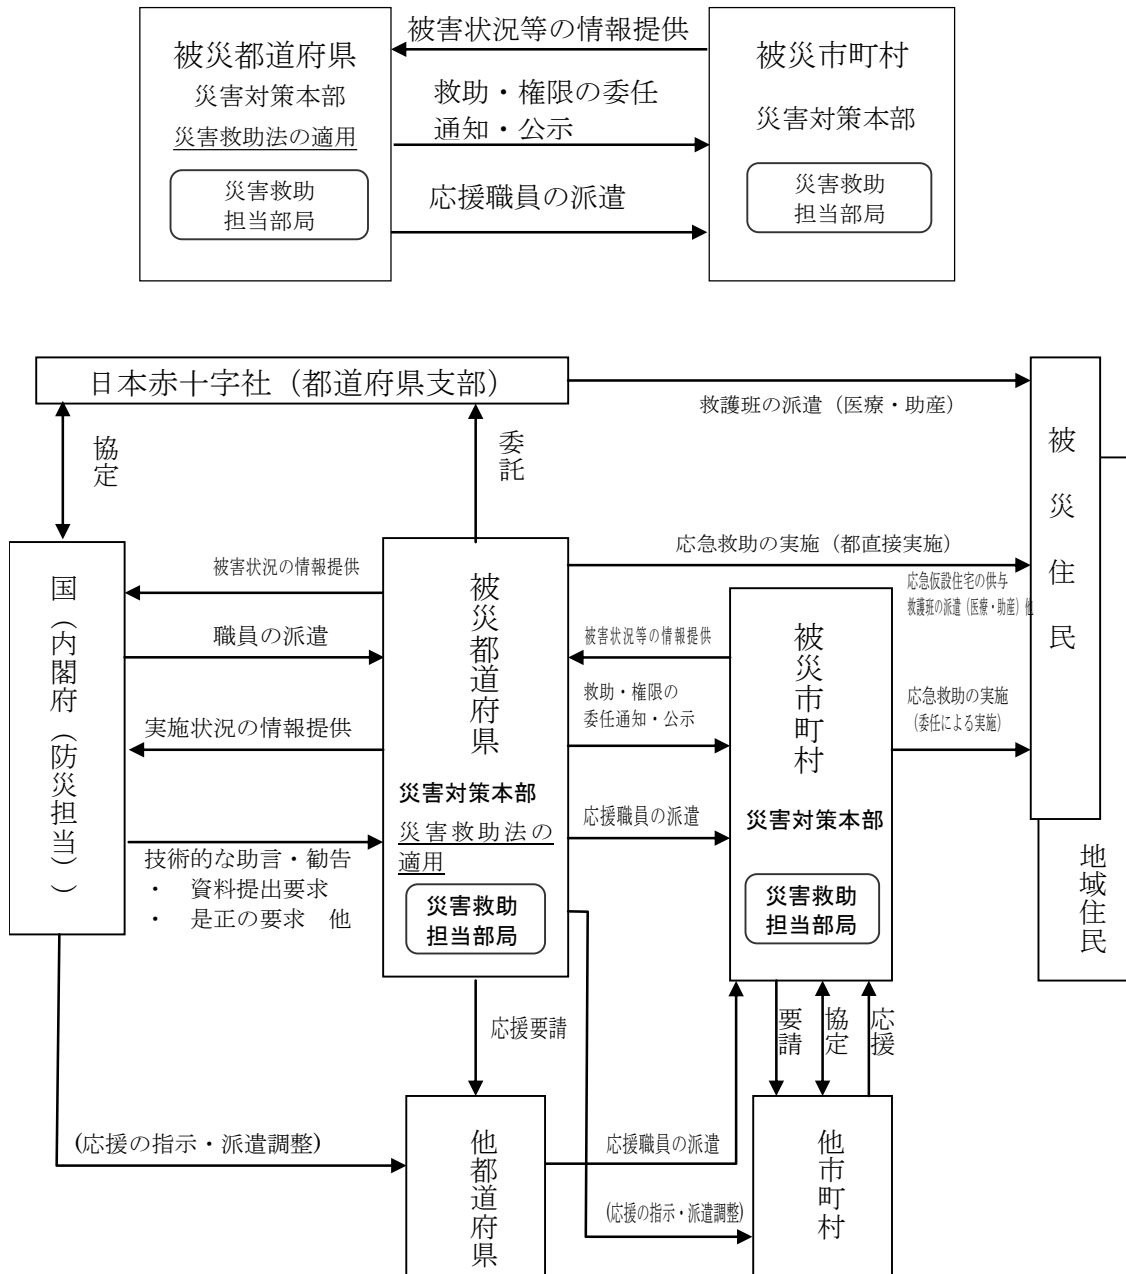 被災都道府県
災害対策本部
災害救助法の適用
災害救助
担当部局
被害状況等の情報提供
救助・権限の委任
通知・公示
応援職員の派遣
被災市町村
災害対策本部
災害救助
担当部局
日本赤十字社（都道府県支部）
救護班の派遣（医療・助産）
協定
委託
被災住民
地域住民
国（内閣府（防災担当））
被害状況の情報提供
職員の派遣
実施状況の情報提供
技術的な助言・勧告
・　資料提出要求
・　是正の要求　他
被災都道府県
災害対策本部
災害救助法の
適用
災害救助
担当部局
応急救助の実施（都直接実施）
応急仮設住宅の供与
救護班の派遣（医療・助産）他
被害状況等の情報提供
救助・権限の
委任通知・公示
応援職員の派遣
被災市町村
災害対策本部
災害救助
担当部局
応急救助の実施
（委任による実施）
応援要請
要請
協定
応援
(応援の指示・派遣調整)
他都道府県
応援職員の派遣
(応援の指示・派遣調整)
他市町村